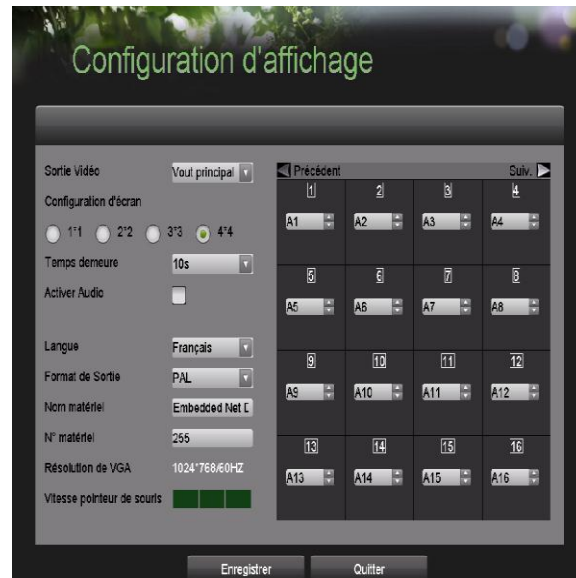 Configuration d'affichage
Sortie Vidéo
Vout principal
Configuration d'écran
1*1
2*2
3*3
4*4
Temps demeure
10s
Activer Audio
Langue
Français
Format de Sortie
PAL
Nom matériel
Embedded Net D
N° matériel
255
Résolution de VGA
1024*768/60HZ
Vitesse pointeur de souris
Précédent
Suiv.
1
2
3
4
A1
A2
A3
A4
5
6
7
8
A5
A6
A7
A8
9
10
11
12
A9
A10
A11
A12
13
14
15
16
A13
A14
A15
A16
Enregistrer
Quitter